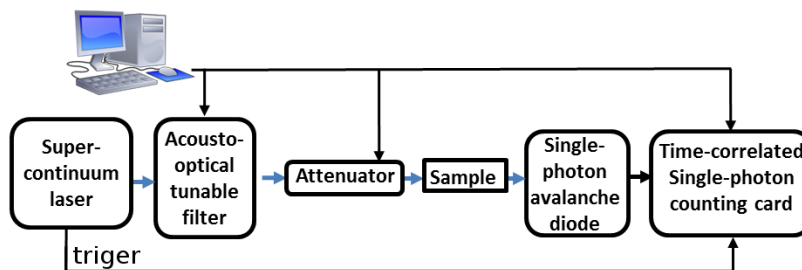 Super-
continuum
laser
Acousto-
optical
tunable
filter
Attenuator
Sample
Single-
photon
avalanche
diode
Time-correlated
Single-photon
counting card
triger